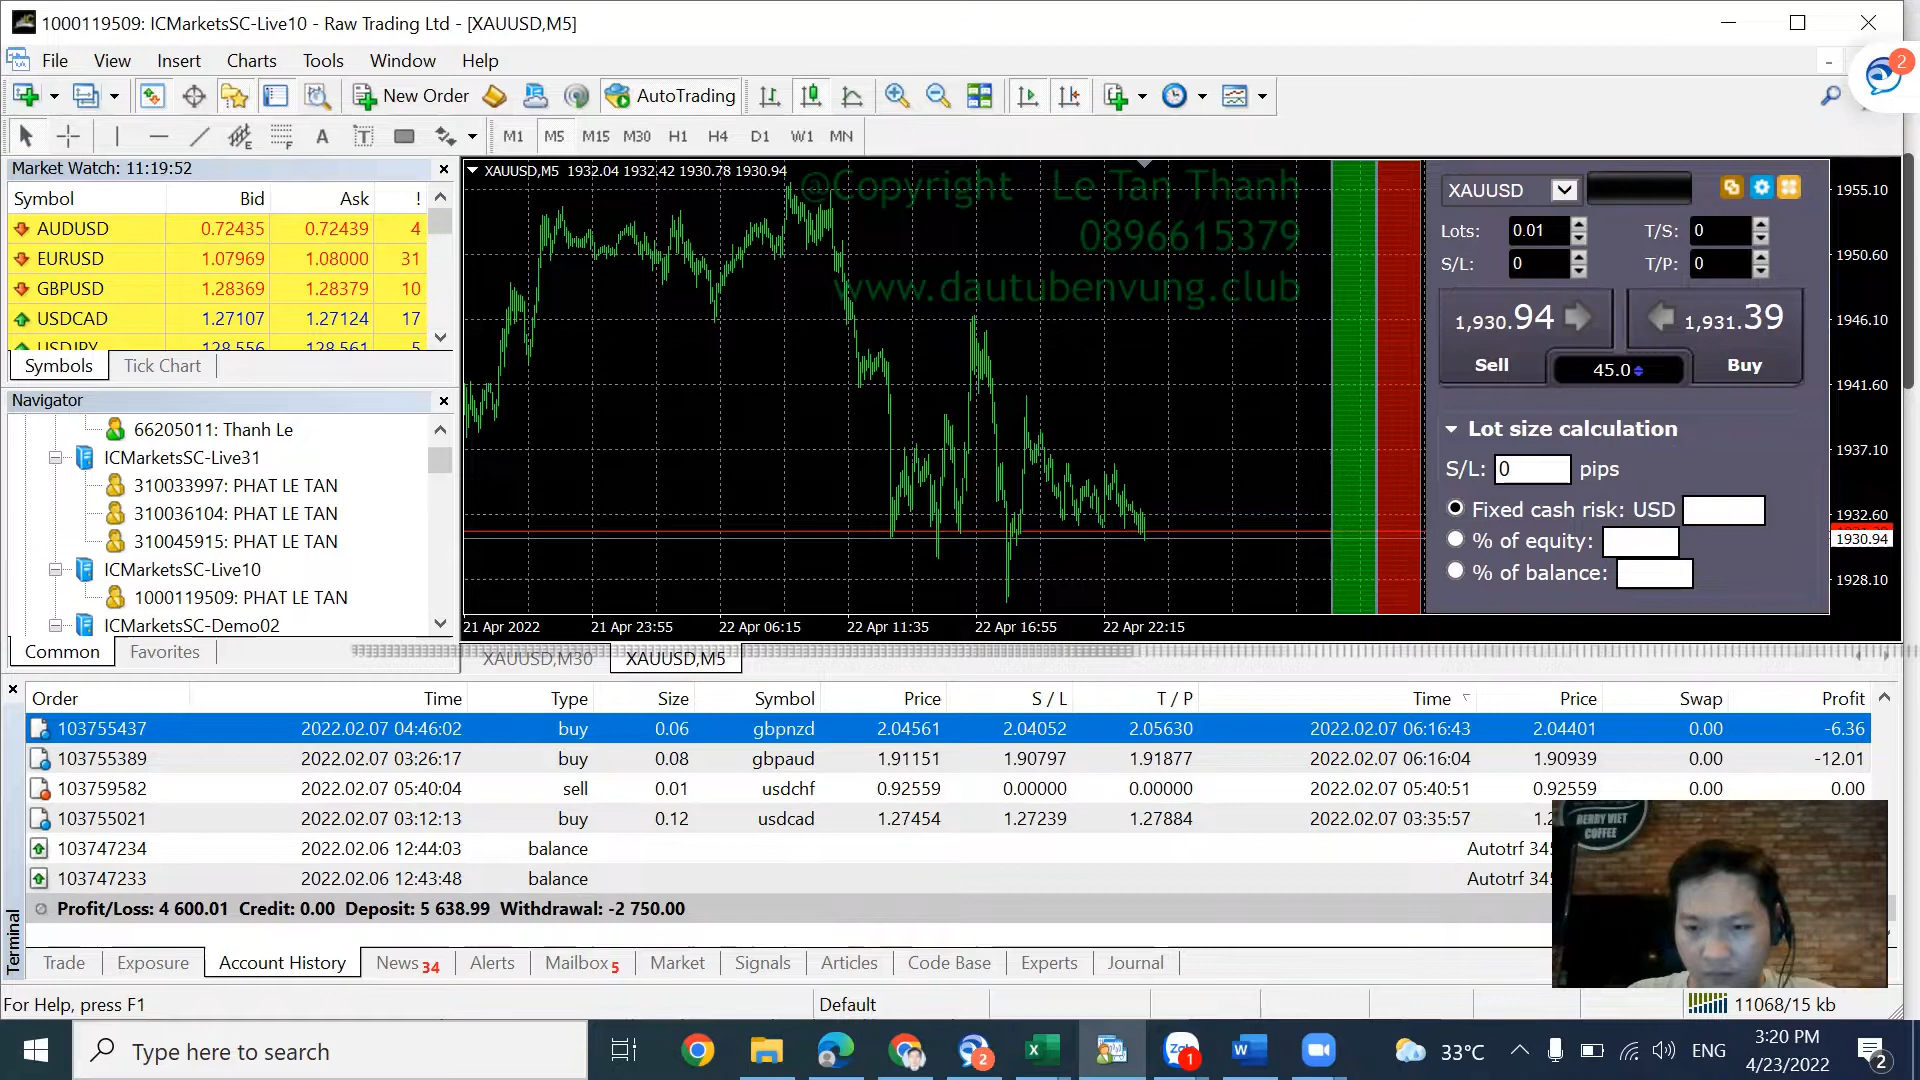 1000119509: ICMarketsSC-Live10 - Raw Trading Ltd - [XAUUSD,M5]
File View Insert Charts Tools Window Help
2
New Order AutoTrading
A T M1 M5 M15 M30 H1 H4 D1 W1 MN
Market Watch: 11:19:52
Symbol Bid Ask !
AUDUSD 0.72435 0.72439 4
EURUSD 1.07969 1.08000 31
GBPUSD 1.28369 1.28379 10
USDCAD 1.27107 1.27124 17
USDJPY 128.556 128.561 5
Symbols Tick Chart
Navigator
66205011: Thanh Le
ICMarketsSC-Live31
310033997: PHAT LE TAN
310036104: PHAT LE TAN
310045915: PHAT LE TAN
ICMarketsSC-Live10
1000119509: PHAT LE TAN
ICMarketsSC-Demo02
Common Favorites
XAUUSD,M5 1932.04 1932.42 1930.78 1930.94
@Copyright Le Tan Thanh
0896615379
www.dautubenvung.club
1955.10
1950.60
1946.10
1941.60
1937.10
1932.60
1930.94
1928.10
21 Apr 2022 21 Apr 23:55 22 Apr 06:15 22 Apr 11:35 22 Apr 16:55 22 Apr 22:15
XAUUSD
Lots: 0.01 T/S: 0
S/L: 0 T/P: 0
1,930.94 1,931.39
Sell 45.0 Buy
Lot size calculation
S/L: 0 pips
Fixed cash risk: USD
% of equity:
% of balance:
XAUUSD,M30 XAUUSD,M5
Order Time Type Size Symbol Price S / L T / P Time Price Swap Profit
103755437 2022.02.07 04:46:02 buy 0.06 gbpnzd 2.04561 2.04052 2.05630 2022.02.07 06:16:43 2.04401 0.00 -6.36
103755389 2022.02.07 03:26:17 buy 0.08 gbpaud 1.91151 1.90797 1.91877 2022.02.07 06:16:04 1.90939 0.00 -12.01
103759582 2022.02.07 05:40:04 sell 0.01 usdchf 0.92559 0.00000 0.00000 2022.02.07 05:40:51 0.92559 0.00 0.00
103755021 2022.02.07 03:12:13 buy 0.12 usdcad 1.27454 1.27239 1.27884 2022.02.07 03:35:57
103747234 2022.02.06 12:44:03 balance Autotrf
103747233 2022.02.06 12:43:48 balance Autotrf
Profit/Loss: 4 600.01 Credit: 0.00 Deposit: 5 638.99 Withdrawal: -2 750.00
Terminal
Trade Exposure Account History News 34 Alerts Mailbox 5 Market Signals Articles Code Base Experts Journal
BERRY VIET
COFFEE
For Help, press F1 Default 11068/15 kb
Type here to search
2
1
33°C ENG
3:20 PM
4/23/2022
2